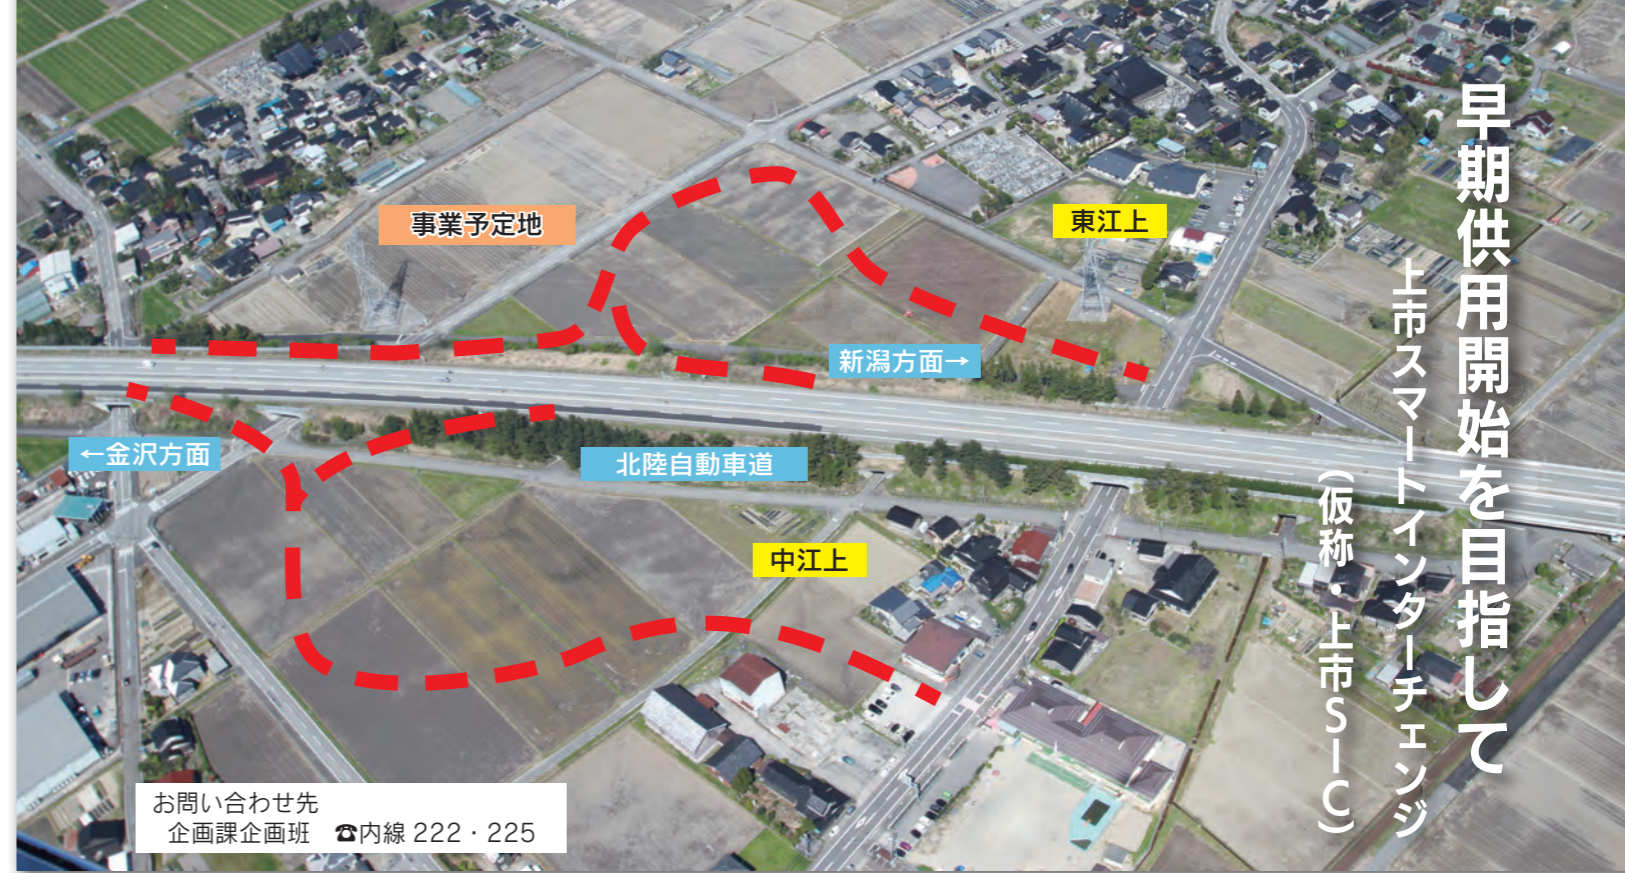 早期供用開始を目指して
上市スマートインターチェンジ
(仮称・上市SIC)
事業予定地
東江上
新潟方面→
←金沢方面
北陸自動車道
中江上
お問い合わせ先
企画課企画班 ☎内線 222・225